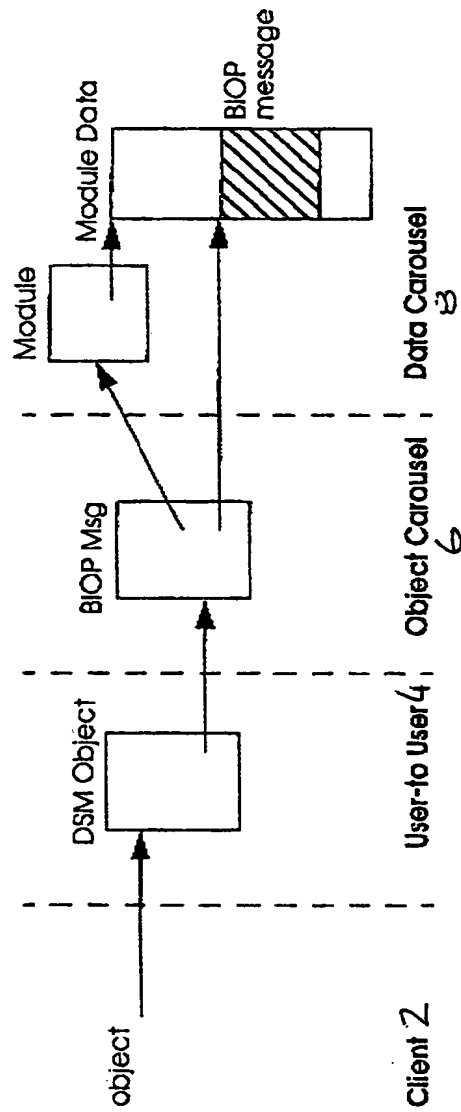 object
DSM Object
BIOP Msg
Module
Module Data
BIOP
message
Client 2
User-to User 4
Object Carousel
6
Data Carousel
8